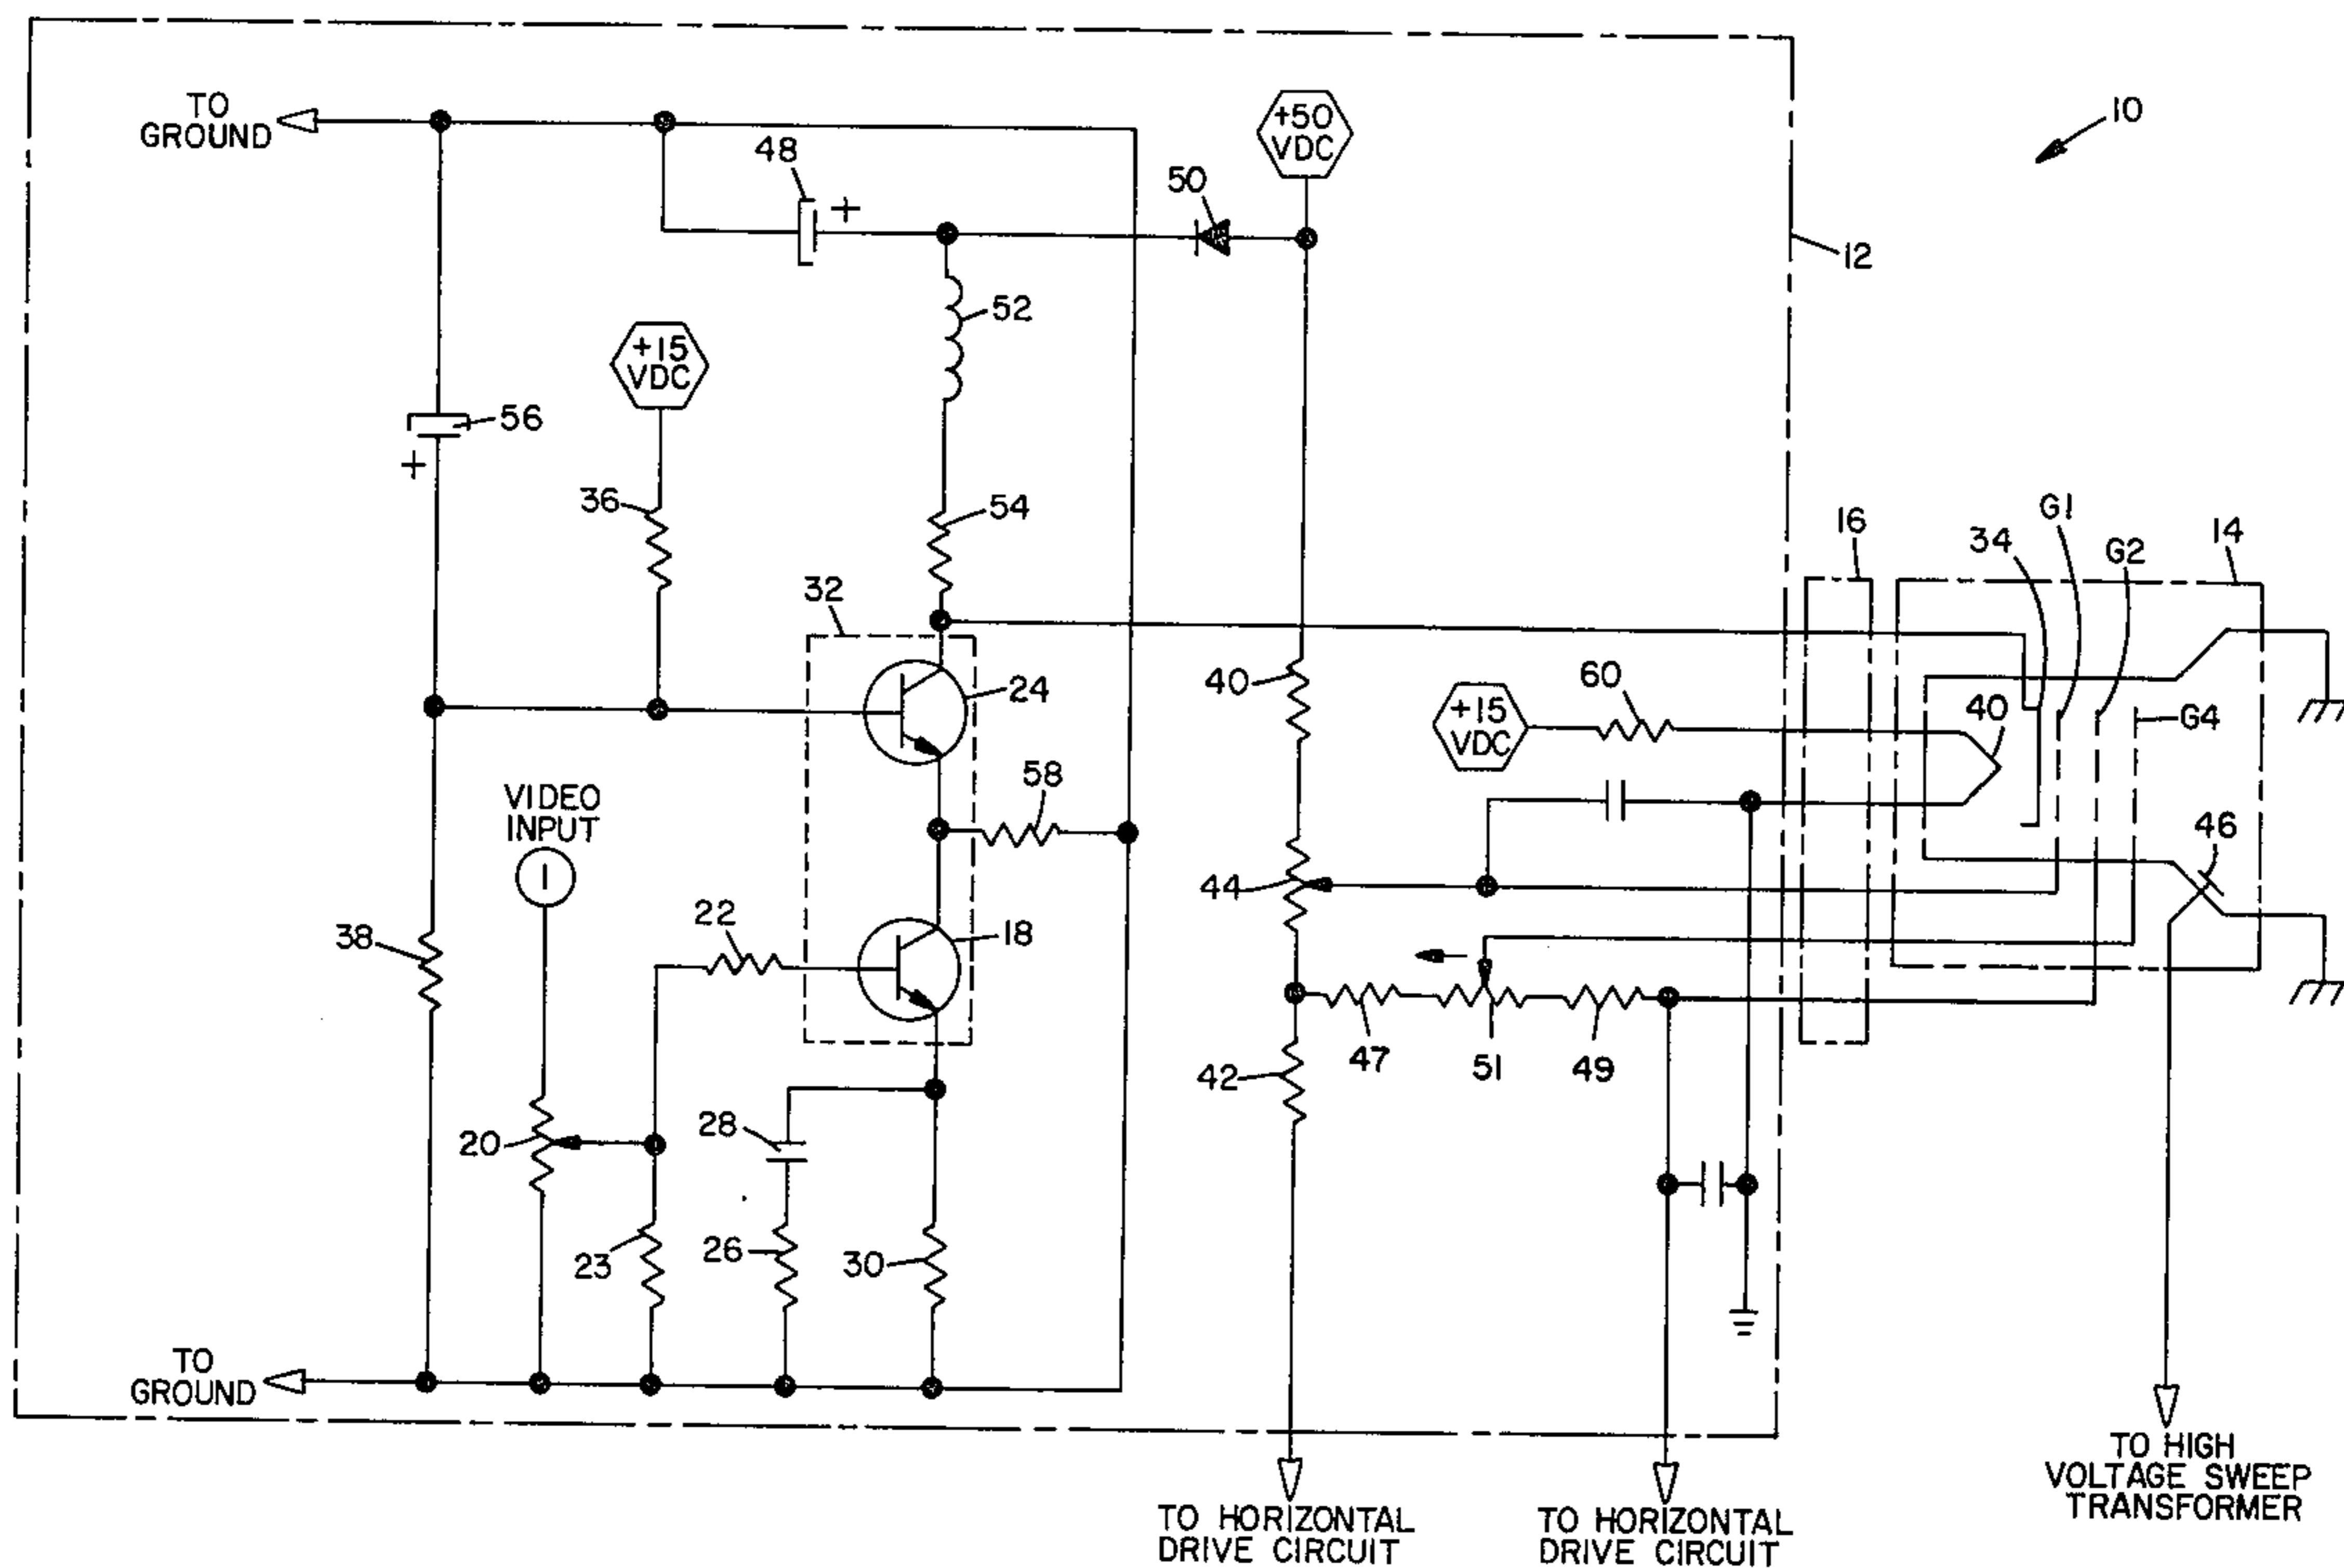 TO
GROUND
48
+
50
+50
VDC
10
12
52
+15
VDC
56
+
36
54
32
24
40
60
+15
VDC
16
34
G1
G2
14
40
G4
VIDEO
INPUT
1
58
46
44
38
22
18
47
51
49
42
28
20
23
26
30
TO
GROUND
TO HORIZONTAL
DRIVE CIRCUIT
TO HORIZONTAL
DRIVE CIRCUIT
TO HIGH
VOLTAGE SWEEP
TRANSFORMER